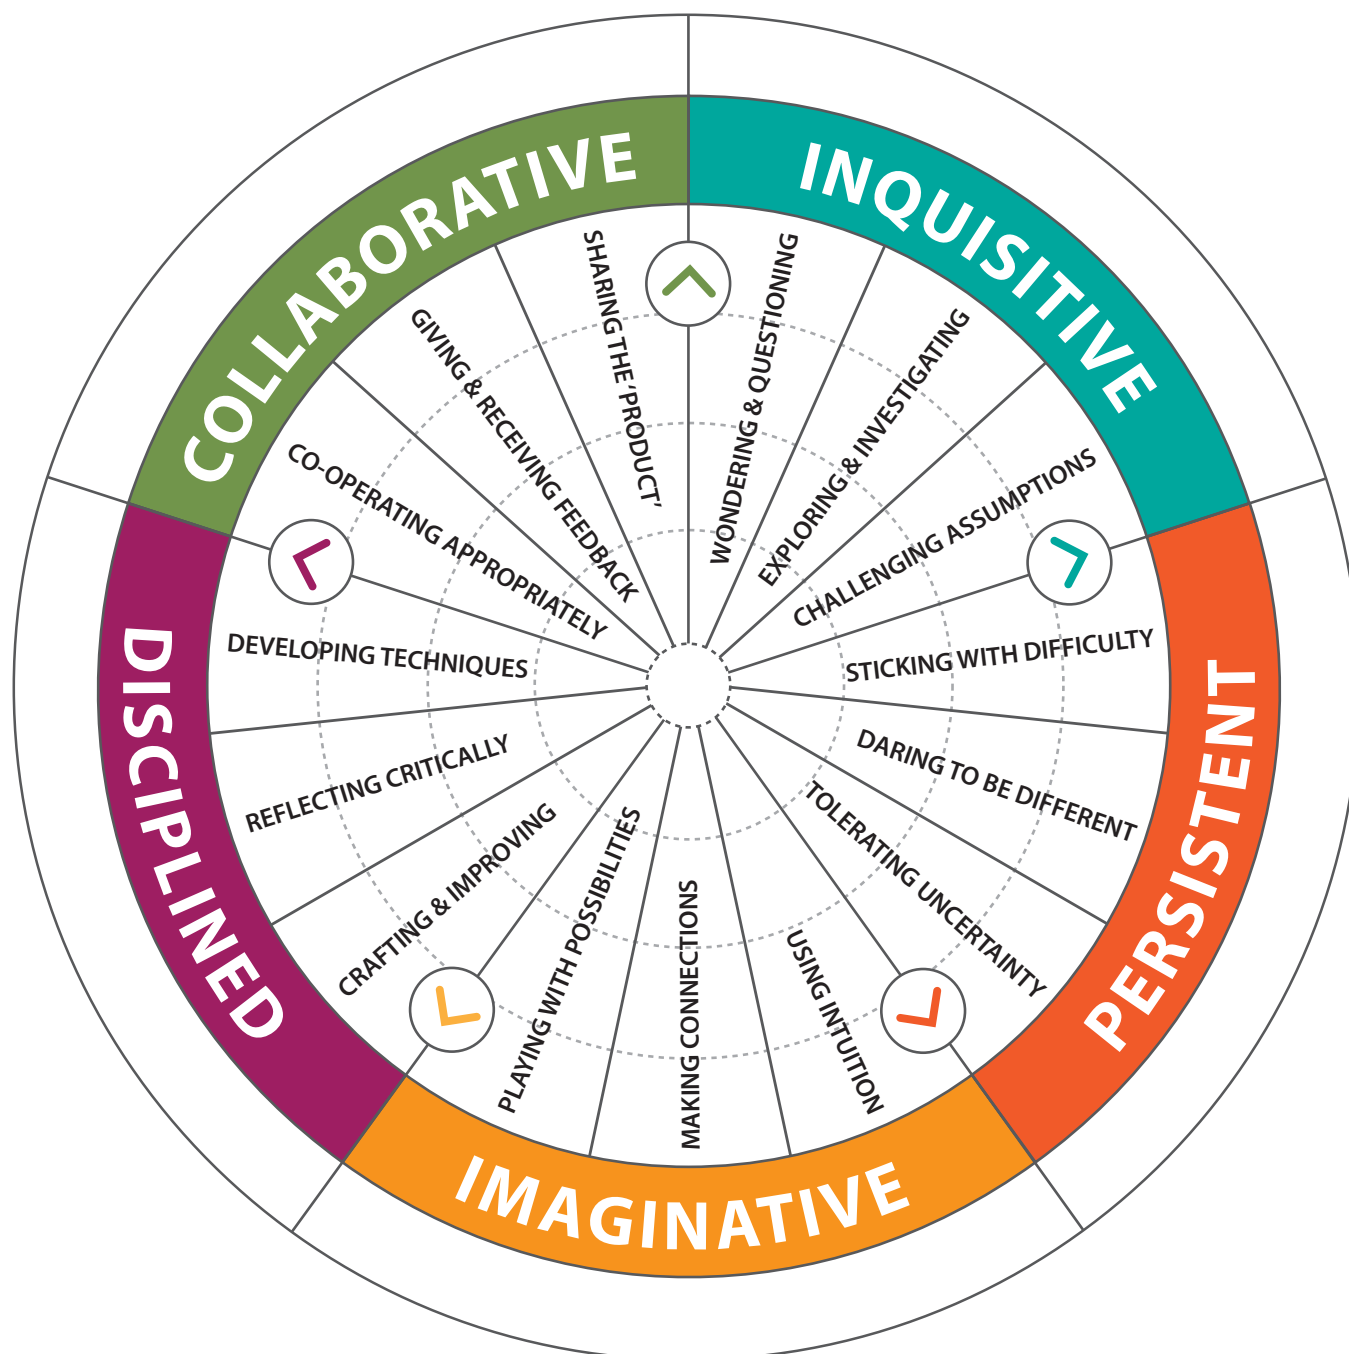 COLLABORATIVE
INQUISITIVE
PERSISTENT
IMAGINATIVE
DISCIPLINED
WONDERING & QUESTIONING
EXPLORING & INVESTIGATING
CHALLENGING ASSUMPTIONS
STICKING WITH DIFFICULTY
DARING TO BE DIFFERENT
TOLERATING UNCERTAINTY
USING INTUITION
MAKING CONNECTIONS
PLAYING WITH POSSIBILITIES
CRAFTING & IMPROVING
REFLECTING CRITICALLY
DEVELOPING TECHNIQUES
CO-OPERATING APPROPRIATELY
GIVING & RECEIVING FEEDBACK
SHARING THE ‘PRODUCT’